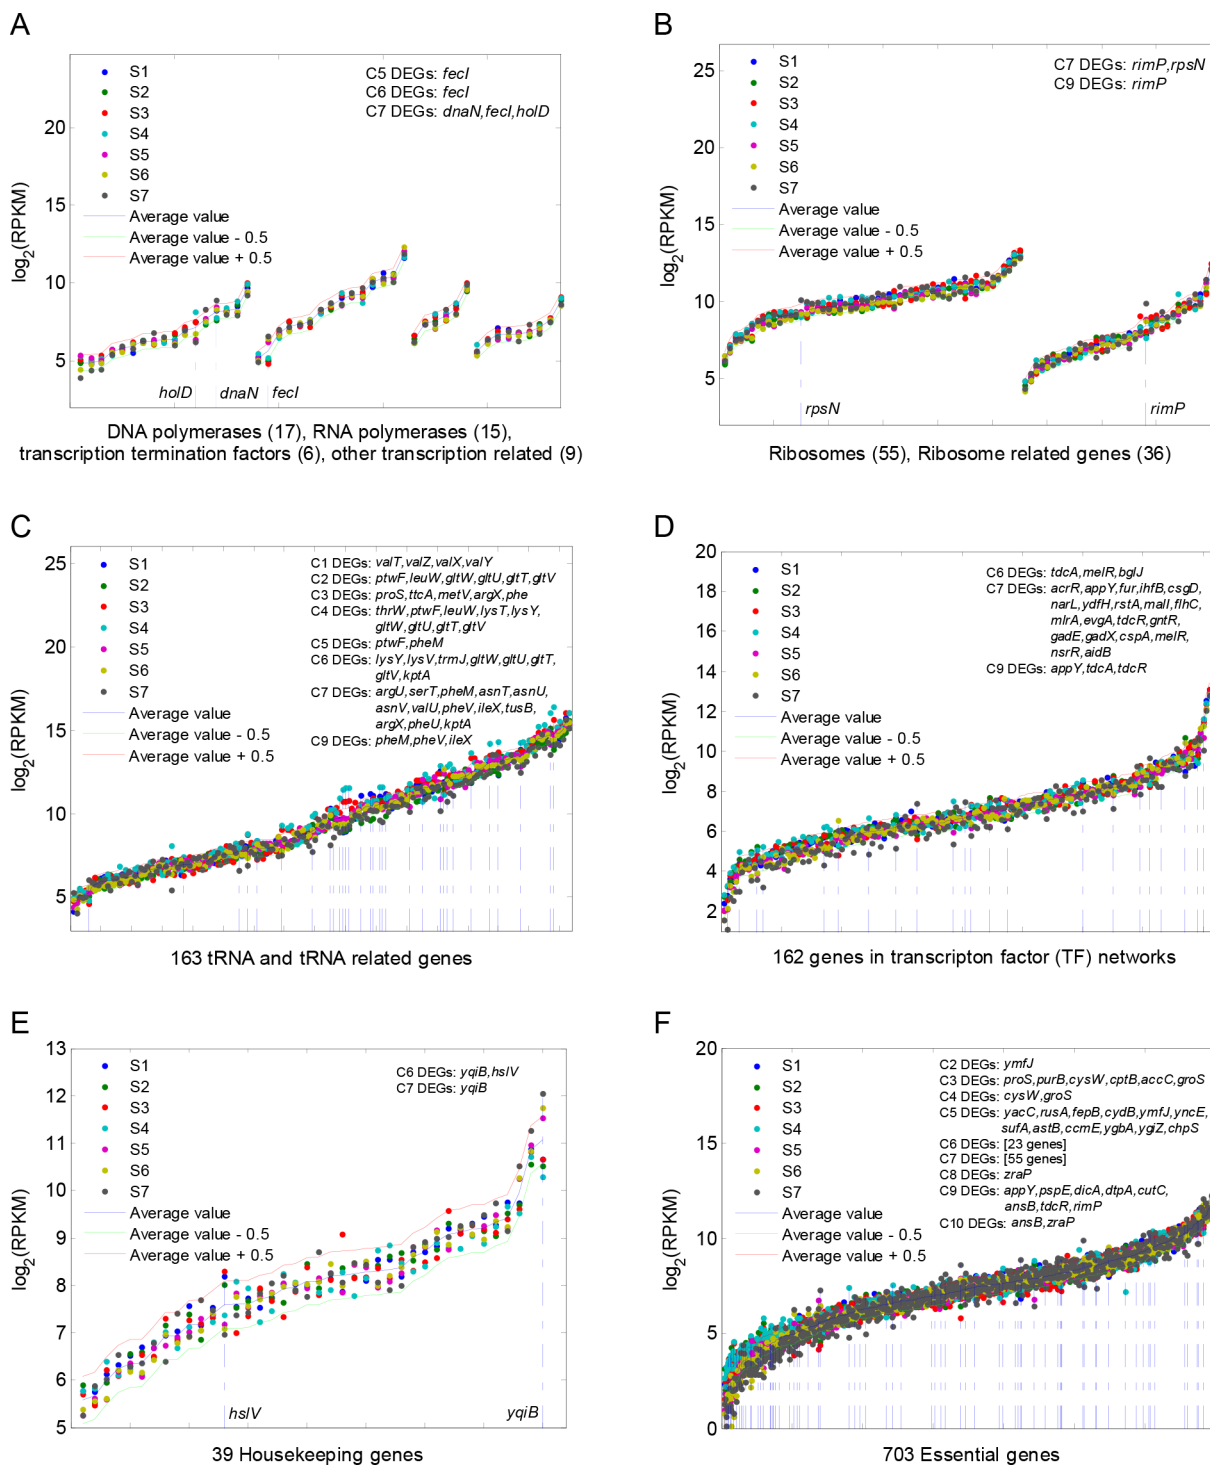 A
S1
S2
S3
S4
S5
S6
S7
Average value
Average value - 0.5
Average value + 0.5
C5 DEGs: fecI
C6 DEGs: fecI
C7 DEGs: dnaN,fecI,holD
20
15
10
5
log2(RPKM)
holD
dnaN
fecI
DNA polymerases (17), RNA polymerases (15),
transcription termination factors (6), other transcription related (9)
B
S1
S2
S3
S4
S5
S6
S7
Average value
Average value - 0.5
Average value + 0.5
C7 DEGs: rimP,rpsN
C9 DEGs: rimP
25
20
15
10
5
log2(RPKM)
rpsN
rimP
Ribosomes (55), Ribosome related genes (36)
C
S1
S2
S3
S4
S5
S6
S7
Average value
Average value - 0.5
Average value + 0.5
C1 DEGs: valT,valZ,valX,valY
C2 DEGs: ptwF,leuW,gltW,gltU,gltT,gltV
C3 DEGs: proS,ttcA,metV,argX,phe
C4 DEGs: thrW,ptwF,leuW,lysT,lysY,
gltW,gltU,gltT,gltV
C5 DEGs: ptwF,pheM
C6 DEGs: lysY,lysV,trmJ,gltW,gltU,gltT,
gltV,kptA
C7 DEGs: argU,serT,pheM,asnT,asnU,
asnV,valU,pheV,ileX,tusB,
argX,pheU,kptA
C9 DEGs: pheM,pheV,ileX
25
20
15
10
5
log2(RPKM)
163 tRNA and tRNA related genes
D
S1
S2
S3
S4
S5
S6
S7
Average value
Average value - 0.5
Average value + 0.5
C6 DEGs: tdcA,melR,bglJ
C7 DEGs: acrR,appY,fur,ihfB,csgD,
narL,ydfH,rstA,malI,flhC,
mlrA,evgA,tdcR,gntR,
gadE,gadX,cspA,melR,
nsrR,aidB
C9 DEGs: appY,tdcA,tdcR
20
18
16
14
12
10
8
6
4
2
log2(RPKM)
162 genes in transcripton factor (TF) networks
E
S1
S2
S3
S4
S5
S6
S7
Average value
Average value - 0.5
Average value + 0.5
C6 DEGs: yqiB,hslV
C7 DEGs: yqiB
13
12
11
10
9
8
7
6
5
log2(RPKM)
hslV
yqiB
39 Housekeeping genes
F
S1
S2
S3
S4
S5
S6
S7
Average value
Average value - 0.5
Average value + 0.5
C2 DEGs: ymfJ
C3 DEGs: proS,purB,cysW,cptB,accC,groS
C4 DEGs: cysW,groS
C5 DEGs: yacC,rusA,fepB,cydB,ymfJ,yncE,
sufA,astB,ccmE,ygbA,ygiZ,chpS
C6 DEGs: [23 genes]
C7 DEGs: [55 genes]
C8 DEGs: zraP
C9 DEGs: appY,pspE,dicA,dtpA,cutC,
ansB,tdcR,rimP
C10 DEGs: ansB,zraP
20
15
10
5
0
log2(RPKM)
703 Essential genes